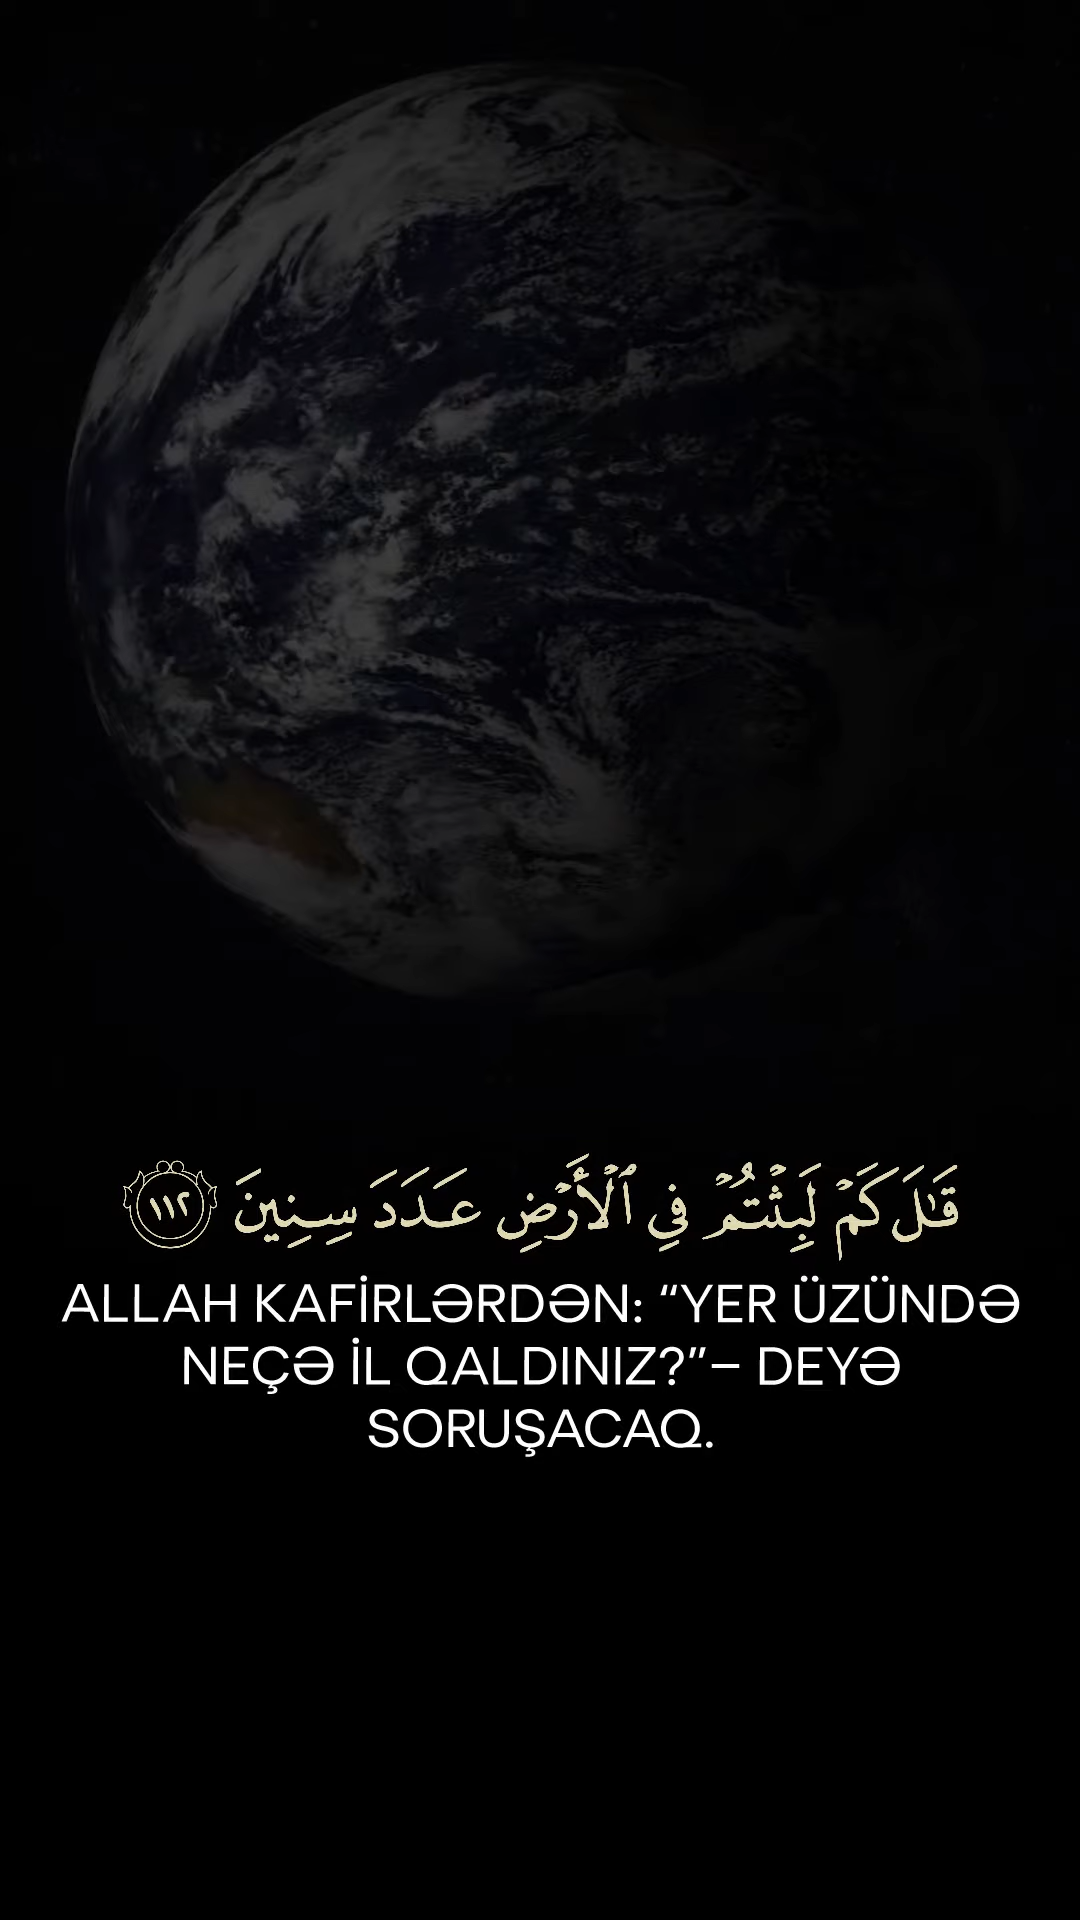 قَٰلَ كَمۡ لَبِثۡتُمۡ فِي ٱلۡأَرۡضِ عَدَدَ سِنِينَ ١١٢
ALLAH KAFİRLƏRDƏN: “YER ÜZÜNDƏ
NEÇƏ İL QALDINIZ?”– DEYƏ
SORUŞACAQ.